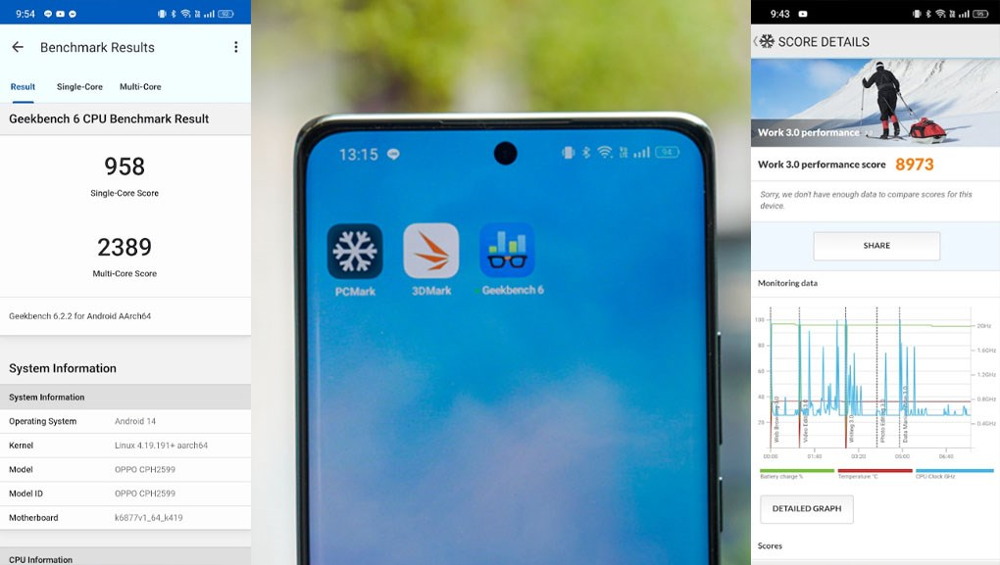 9:54
92
Benchmark Results
Result Single-Core Multi-Core
Geekbench 6 CPU Benchmark Result
958
Single-Core Score
2389
Multi-Core Score
Geekbench 6.2.2 for Android AArch64
System Information
System Information
Operating System Android 14
Kernel Linux 4.19.191+ aarch64
Model OPPO CPH2599
Model ID OPPO CPH2599
Motherboard k6877v1_64_k419
CPU Information
13:15
94
PCMark 3DMark Geekbench 6
9:43
95
SCORE DETAILS
Work 3.0 performance
Work 3.0 performance score 8973
Sorry, we don't have enough data to compare scores for this
device.
SHARE
Monitoring data
100
80
60
40
20
2GHz
1.6GHz
1.2GHz
0.8GHz
0.4GHz
Web Browsing 3.0
Video Editing 3.0
Writing 3.0
Photo Editing 3.0
Data Manipulation 3.0
00:00 01:40 03:20 05:00 06:40
Battery charge % Temperature °C CPU Clock GHz
DETAILED GRAPH
Scores